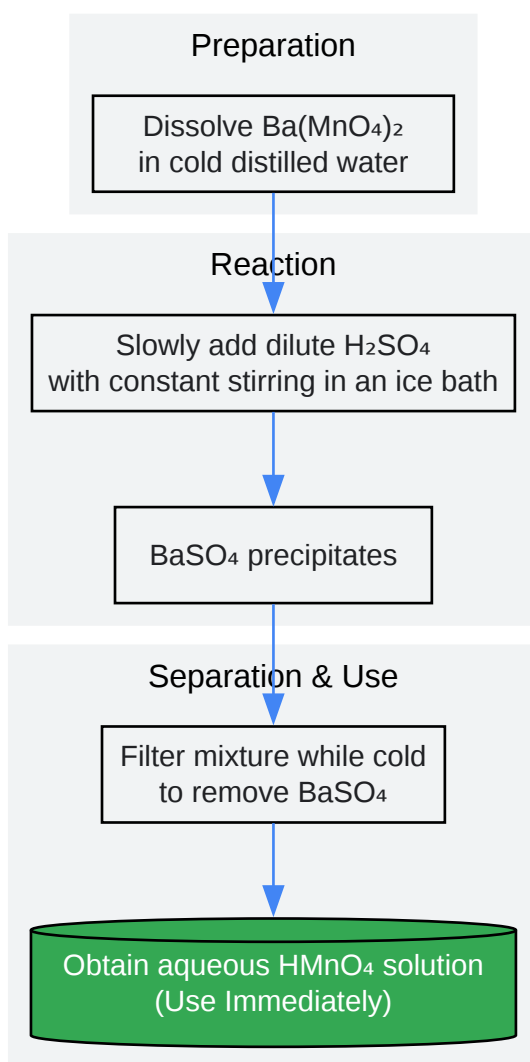 Preparation
Dissolve Ba(MnO₄)₂
in cold distilled water
Reaction
Slowly add dilute H₂SO₄
with constant stirring in an ice bath
BaSO₄ precipitates
Separation & Use
Filter mixture while cold
to remove BaSO₄
Obtain aqueous HMnO₄ solution
(Use Immediately)